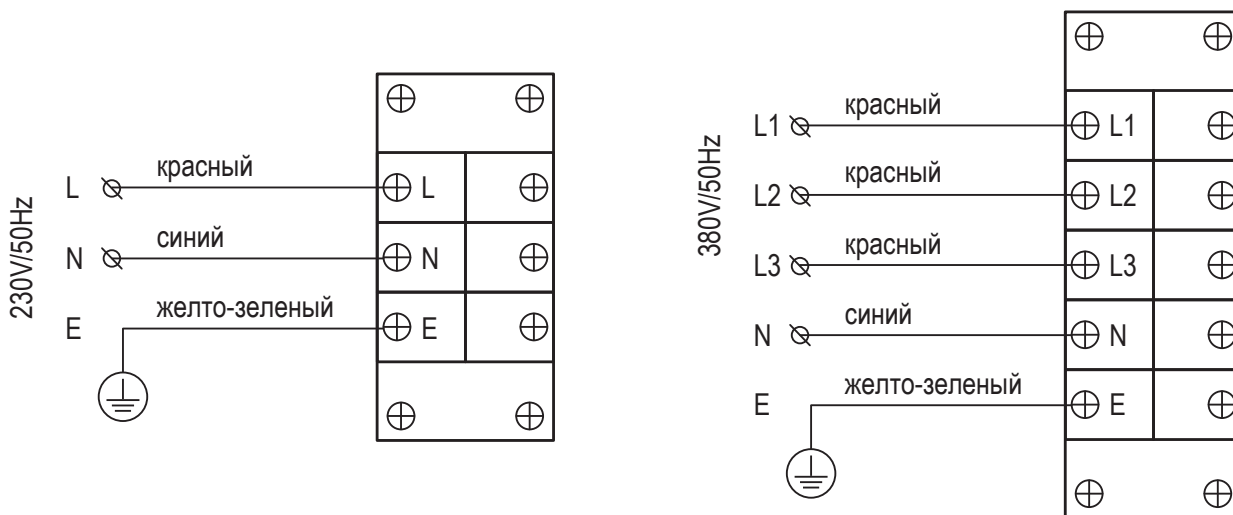 230V/50Hz
L красный L
N синий N
E желто-зеленый E
380V/50Hz
L1 красный L1
L2 красный L2
L3 красный L3
N синий N
E желто-зеленый E